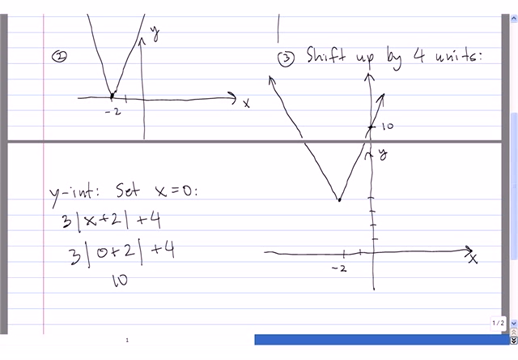 ②
y
x
-2
③ Shift up by 4 units:
10
y
x
-2
y-int: Set x=0:
3|x+2| +4
3|0+2| +4
10
1 / 2
1